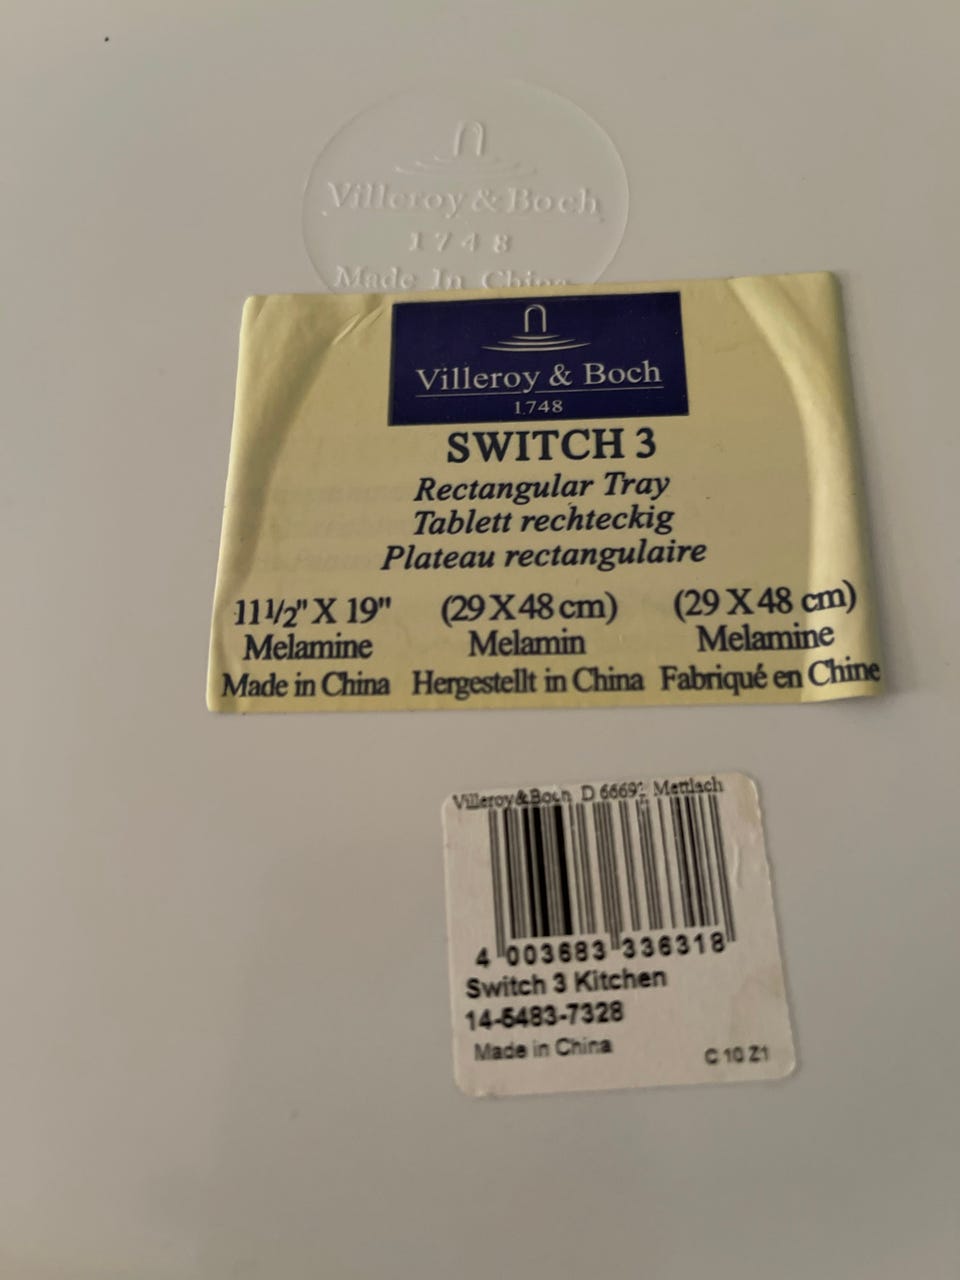 Villeroy & Boch
1748
Made In China
Villeroy & Boch
1748
SWITCH 3
Rectangular Tray
Tablett rechteckig
Plateau rectangulaire
11 1/2" X 19" (29 X 48 cm) (29 X 48 cm)
Melamine Melamin Melamine
Made in China Hergestellt in China Fabriqué en Chine
Villeroy&Boch D Mettlach
4 003683 336318
Switch 3 Kitchen
14-5483-7328
Made in China
C 10 Z1